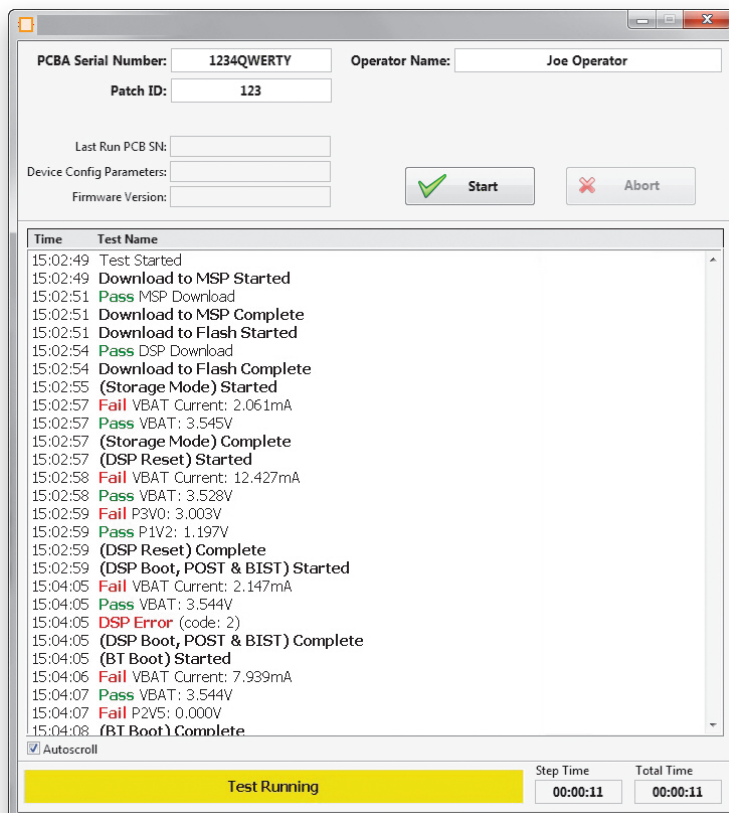 PCBA Serial Number: 1234QWERTY Operator Name: Joe Operator
Patch ID: 123
Last Run PCB SN:
Device Config Parameters:
Firmware Version:
Start Abort
Time Test Name
15:02:49 Test Started
15:02:49 Download to MSP Started
15:02:51 Pass MSP Download
15:02:51 Download to MSP Complete
15:02:51 Download to Flash Started
15:02:54 Pass DSP Download
15:02:54 Download to Flash Complete
15:02:55 (Storage Mode) Started
15:02:57 Fail VBAT Current: 2.061mA
15:02:57 Pass VBAT: 3.545V
15:02:57 (Storage Mode) Complete
15:02:57 (DSP Reset) Started
15:02:58 Fail VBAT Current: 12.427mA
15:02:58 Pass VBAT: 3.528V
15:02:59 Fail P3V0: 3.003V
15:02:59 Pass P1V2: 1.197V
15:02:59 (DSP Reset) Complete
15:02:59 (DSP Boot, POST & BIST) Started
15:04:05 Fail VBAT Current: 2.147mA
15:04:05 Pass VBAT: 3.544V
15:04:05 DSP Error (code: 2)
15:04:05 (DSP Boot, POST & BIST) Complete
15:04:05 (BT Boot) Started
15:04:06 Fail VBAT Current: 7.939mA
15:04:07 Pass VBAT: 3.544V
15:04:07 Fail P2V5: 0.000V
15:04:08 (BT Boot) Complete
Autoscroll
Test Running
Step Time Total Time
00:00:11 00:00:11